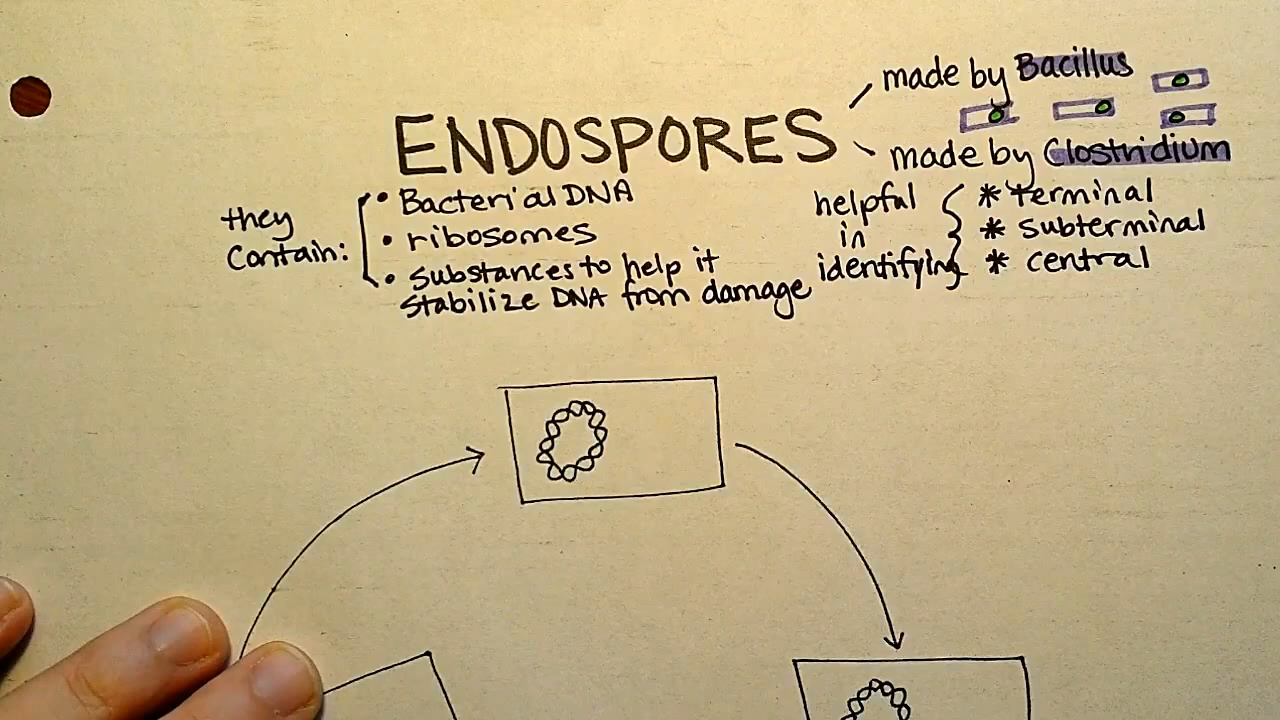 made by Bacillus
ENDOSPORES
made by Clostridium
they
contain:
• Bacterial DNA
• ribosomes
• substances to help it
stabilize DNA from damage
helpful
in
identifying
* terminal
* subterminal
* central